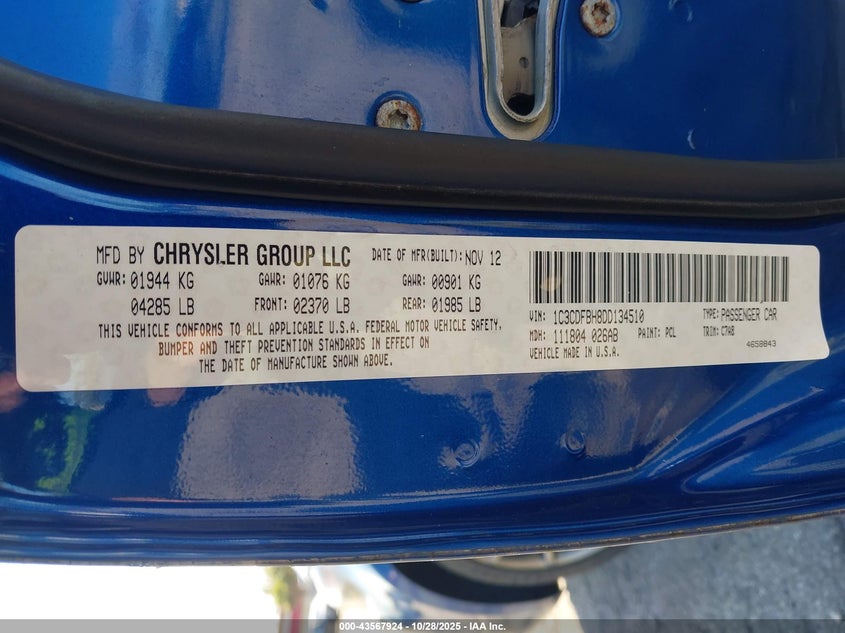 MFD BY CHRYSLER GROUP LLC DATE OF MFR(BUILT): NOV 12
GVWR: 01944 KG GAWR: 01076 KG GAWR: 00901 KG
04285 LB FRONT: 02370 LB REAR: 01985 LB
THIS VEHICLE CONFORMS TO ALL APPLICABLE U.S.A. FEDERAL MOTOR VEHICLE SAFETY,
BUMPER AND THEFT PREVENTION STANDARDS IN EFFECT ON
THE DATE OF MANUFACTURE SHOWN ABOVE.
VIN: 1C3CDFBH8DD134510 TYPE: PASSENGER CAR
MDH: 111804 026AB PAINT: PCL TRIM: C7AB
VEHICLE MADE IN U.S.A. 4658843
000-43567924 | 10/28/2025 - IAA Inc.